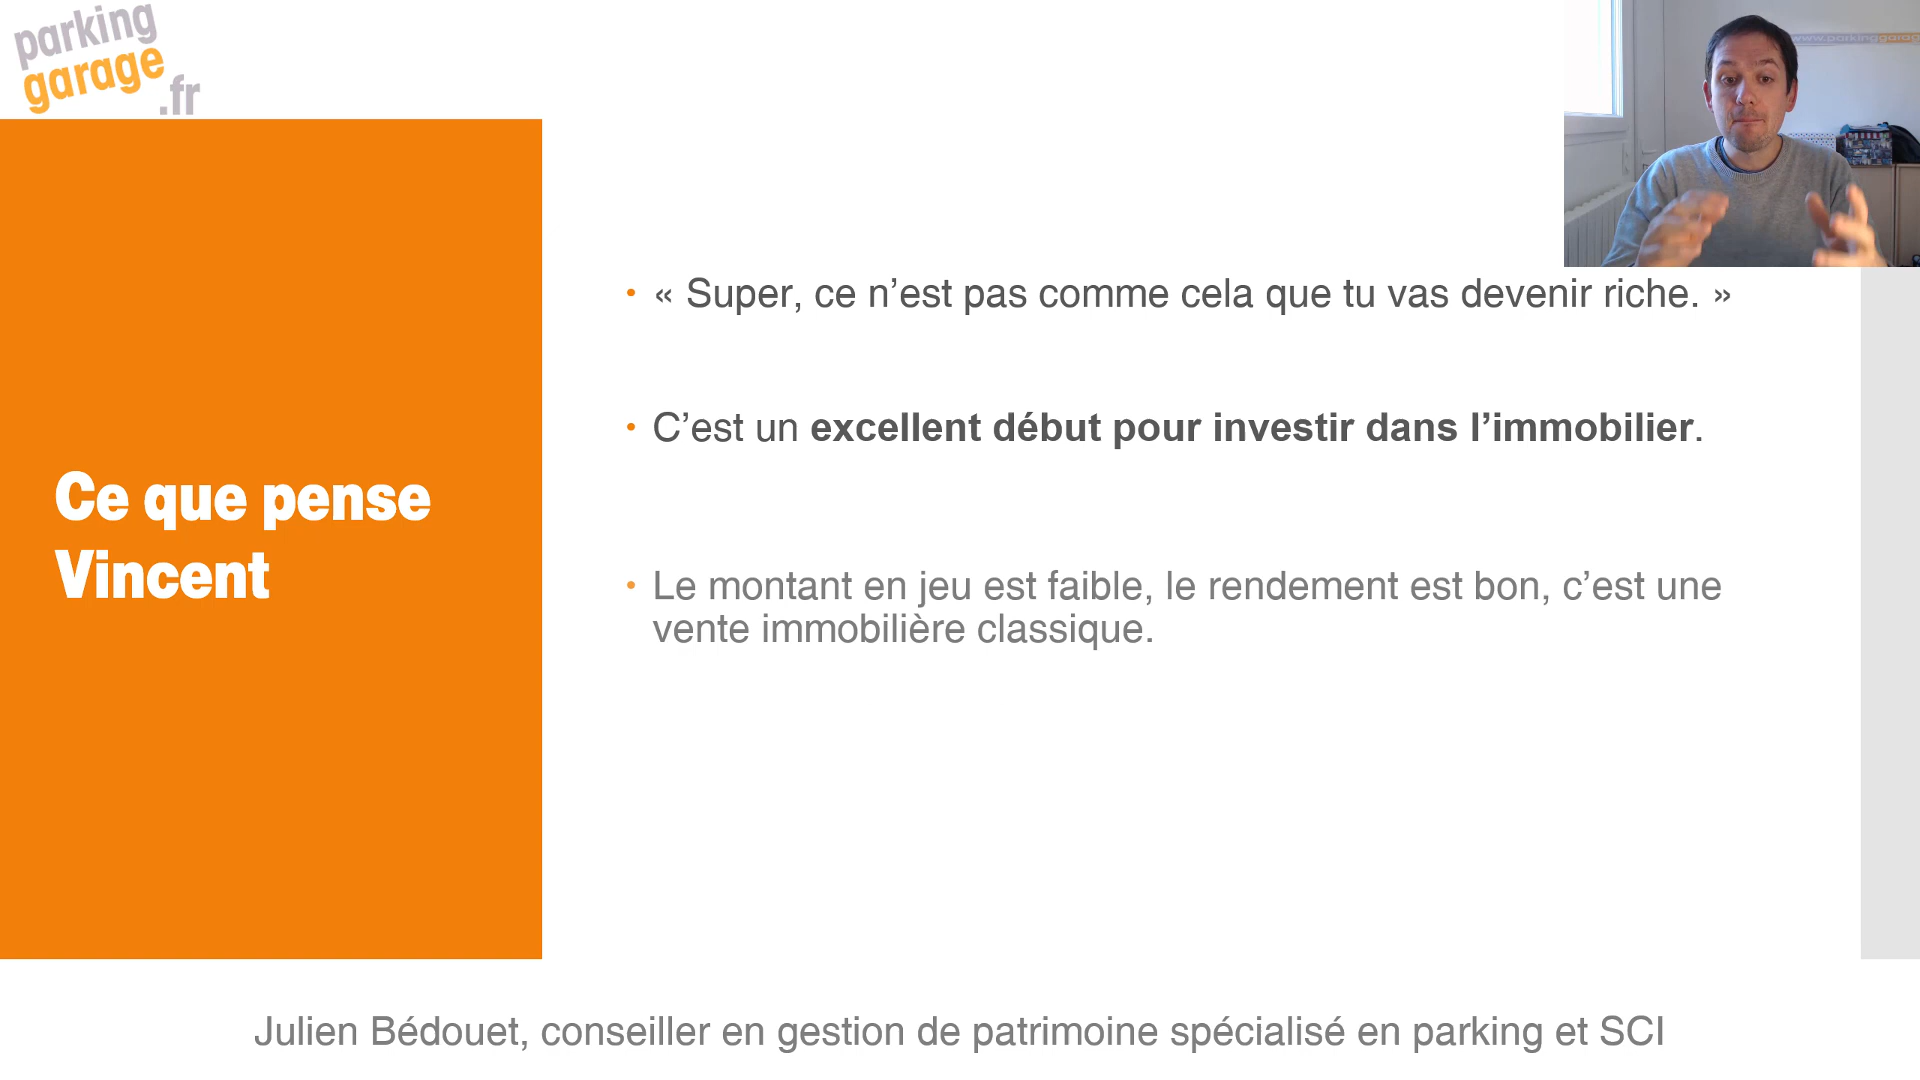 parking
garage
.fr
www.parkinggarag
• « Super, ce n’est pas comme cela que tu vas devenir riche. »
• C’est un excellent début pour investir dans l’immobilier.
Ce que pense
Vincent
• Le montant en jeu est faible, le rendement est bon, c’est une
vente immobilière classique.
Julien Bédouet, conseiller en gestion de patrimoine spécialisé en parking et SCI